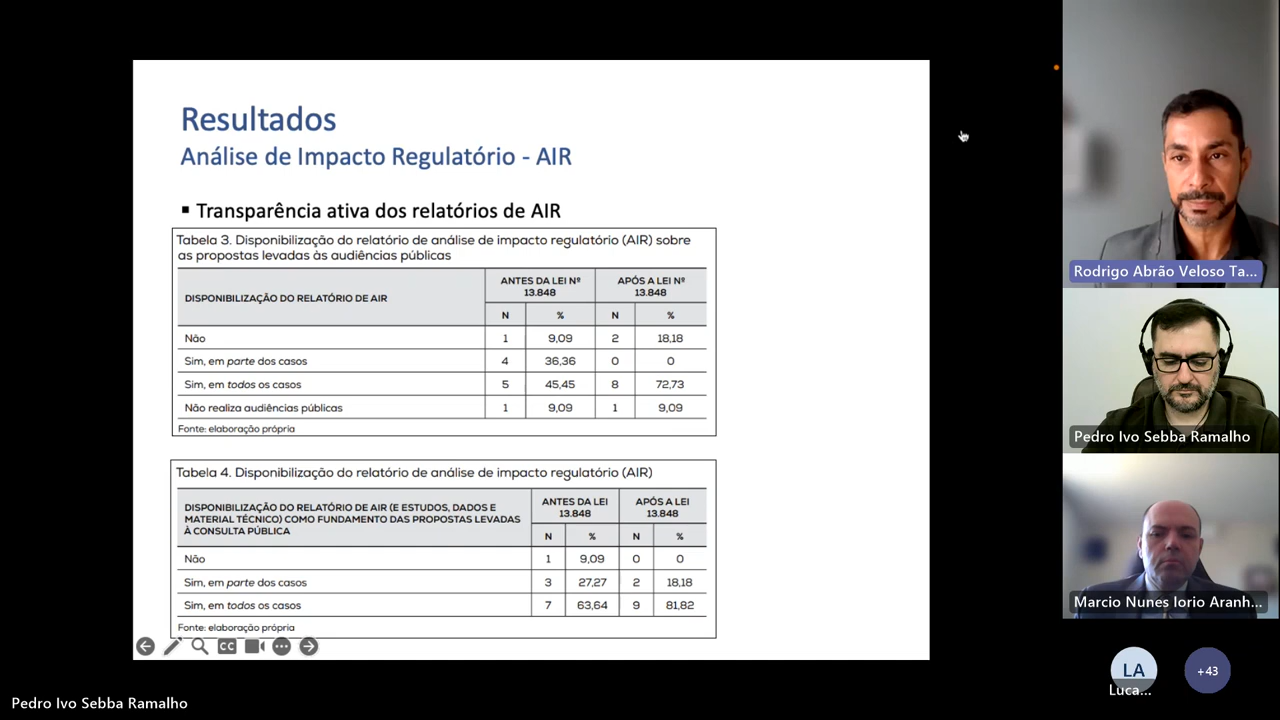 Resultados
Análise de Impacto Regulatório - AIR
▪ Transparência ativa dos relatórios de AIR
Tabela 3. Disponibilização do relatório de análise de impacto regulatório (AIR) sobre
as propostas levadas às audiências públicas
DISPONIBILIZAÇÃO DO RELATÓRIO DE AIR
ANTES DA LEI Nº
13.848
APÓS A LEI Nº
13.848
N % N %
Não 1 9,09 2 18,18
Sim, em parte dos casos 4 36,36 0 0
Sim, em todos os casos 5 45,45 8 72,73
Não realiza audiências públicas 1 9,09 1 9,09
Fonte: elaboração própria
Tabela 4. Disponibilização do relatório de análise de impacto regulatório (AIR)
DISPONIBILIZAÇÃO DO RELATÓRIO DE AIR (E ESTUDOS, DADOS E
MATERIAL TÉCNICO) COMO FUNDAMENTO DAS PROPOSTAS LEVADAS
À CONSULTA PÚBLICA
ANTES DA LEI
13.848
APÓS A LEI
13.848
N % N %
Não 1 9,09 0 0
Sim, em parte dos casos 3 27,27 2 18,18
Sim, em todos os casos 7 63,64 9 81,82
Fonte: elaboração própria
CC
Rodrigo Abrão Veloso Ta...
Pedro Ivo Sebba Ramalho
Marcio Nunes Iorio Aranh...
LA
Luca...
+43
Pedro Ivo Sebba Ramalho